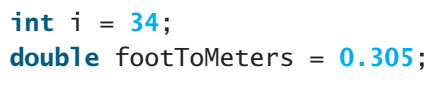 int i = 34;
double footToMeters = 0.305;